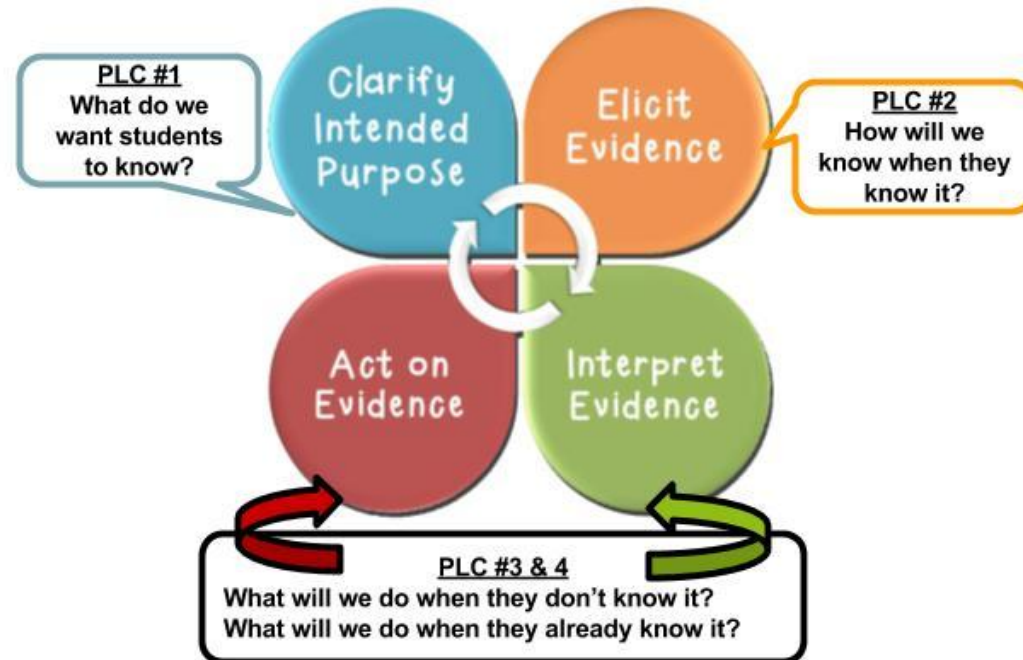 PLC #1
What do we
want students
to know?
Clarify
Intended
Purpose
Elicit
Evidence
PLC #2
How will we
know when they
know it?
Act on
Evidence
Interpret
Evidence
PLC #3 & 4
What will we do when they don't know it?
What will we do when they already know it?